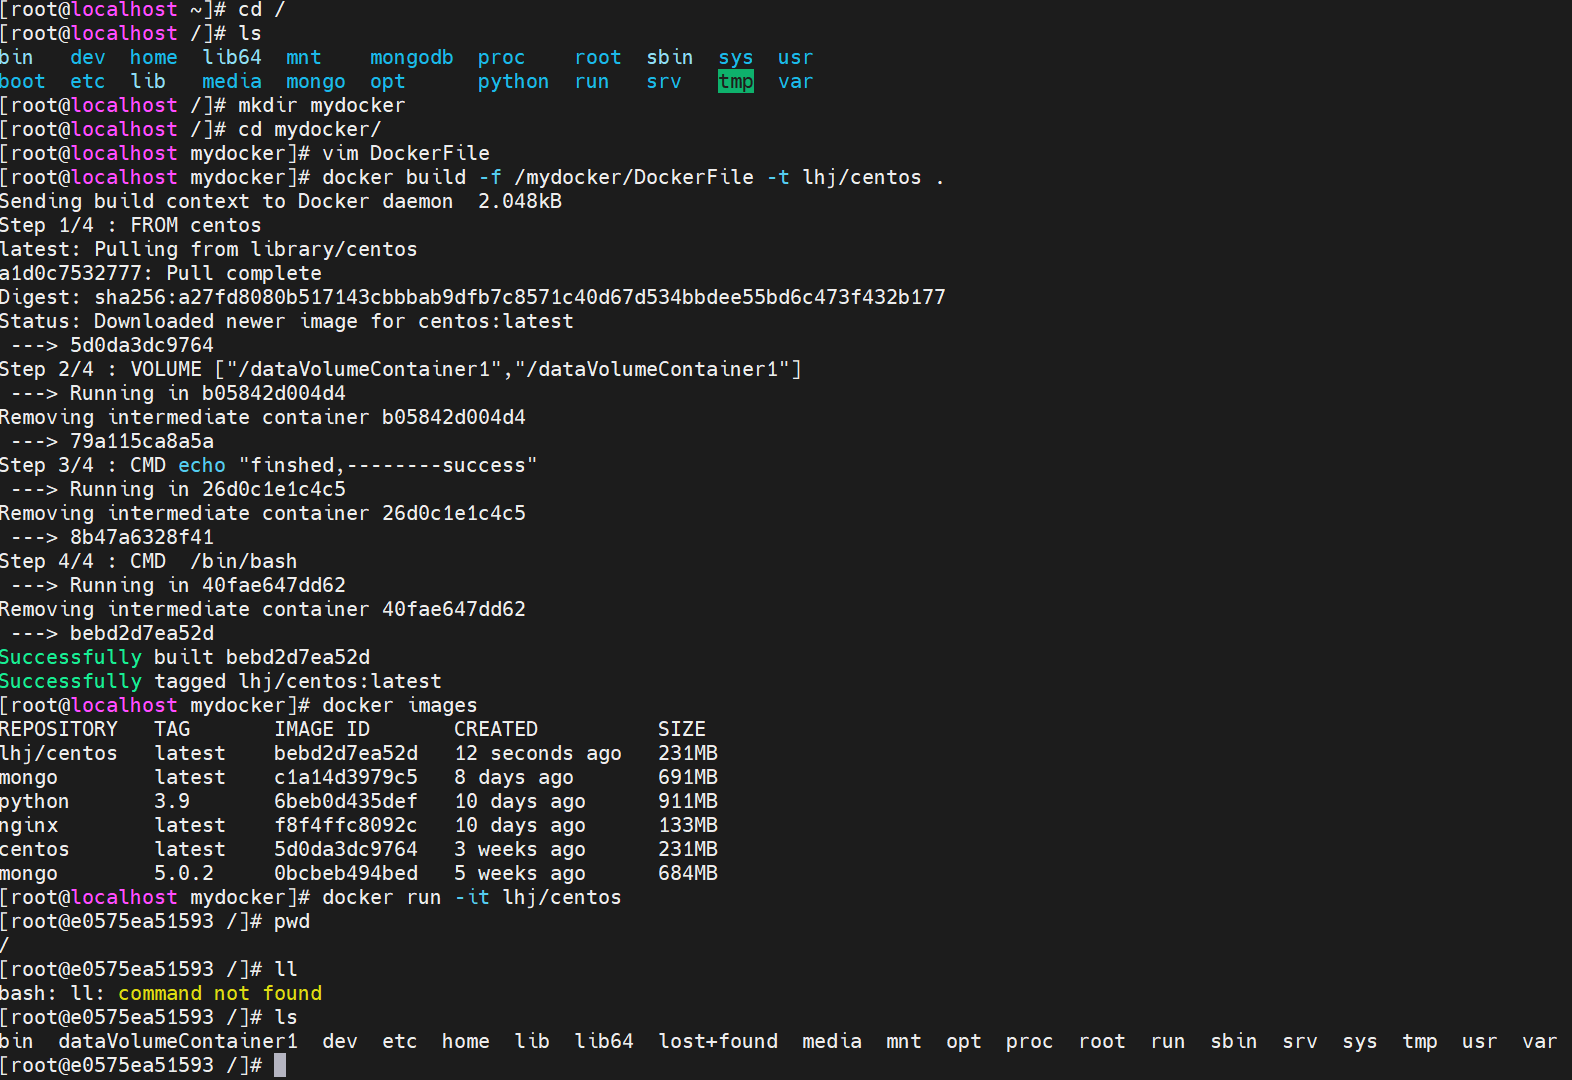 [root@localhost ~]# cd /
[root@localhost /]# ls
bin   dev  home  lib64  mnt    mongodb  proc    root  sbin  sys  usr
boot  etc  lib   media  mongo  opt      python  run   srv   tmp  var
[root@localhost /]# mkdir mydocker
[root@localhost /]# cd mydocker/
[root@localhost mydocker]# vim DockerFile
[root@localhost mydocker]# docker build -f /mydocker/DockerFile -t lhj/centos .
Sending build context to Docker daemon  2.048kB
Step 1/4 : FROM centos
latest: Pulling from library/centos
a1d0c7532777: Pull complete
Digest: sha256:a27fd8080b517143cbbbab9dfb7c8571c40d67d534bbdee55bd6c473f432b177
Status: Downloaded newer image for centos:latest
 ---> 5d0da3dc9764
Step 2/4 : VOLUME ["/dataVolumeContainer1","/dataVolumeContainer1"]
 ---> Running in b05842d004d4
Removing intermediate container b05842d004d4
 ---> 79a115ca8a5a
Step 3/4 : CMD echo "finshed,--------success"
 ---> Running in 26d0c1e1c4c5
Removing intermediate container 26d0c1e1c4c5
 ---> 8b47a6328f41
Step 4/4 : CMD  /bin/bash
 ---> Running in 40fae647dd62
Removing intermediate container 40fae647dd62
 ---> bebd2d7ea52d
Successfully built bebd2d7ea52d
Successfully tagged lhj/centos:latest
[root@localhost mydocker]# docker images
REPOSITORY   TAG       IMAGE ID       CREATED          SIZE
lhj/centos   latest    bebd2d7ea52d   12 seconds ago   231MB
mongo        latest    c1a14d3979c5   8 days ago       691MB
python       3.9       6beb0d435def   10 days ago      911MB
nginx        latest    f8f4ffc8092c   10 days ago      133MB
centos       latest    5d0da3dc9764   3 weeks ago      231MB
mongo        5.0.2     0bcbeb494bed   5 weeks ago      684MB
[root@localhost mydocker]# docker run -it lhj/centos
[root@e0575ea51593 /]# pwd
/
[root@e0575ea51593 /]# ll
bash: ll: command not found
[root@e0575ea51593 /]# ls
bin  dataVolumeContainer1  dev  etc  home  lib  lib64  lost+found  media  mnt  opt  proc  root  run  sbin  srv  sys  tmp  usr  var
[root@e0575ea51593 /]#